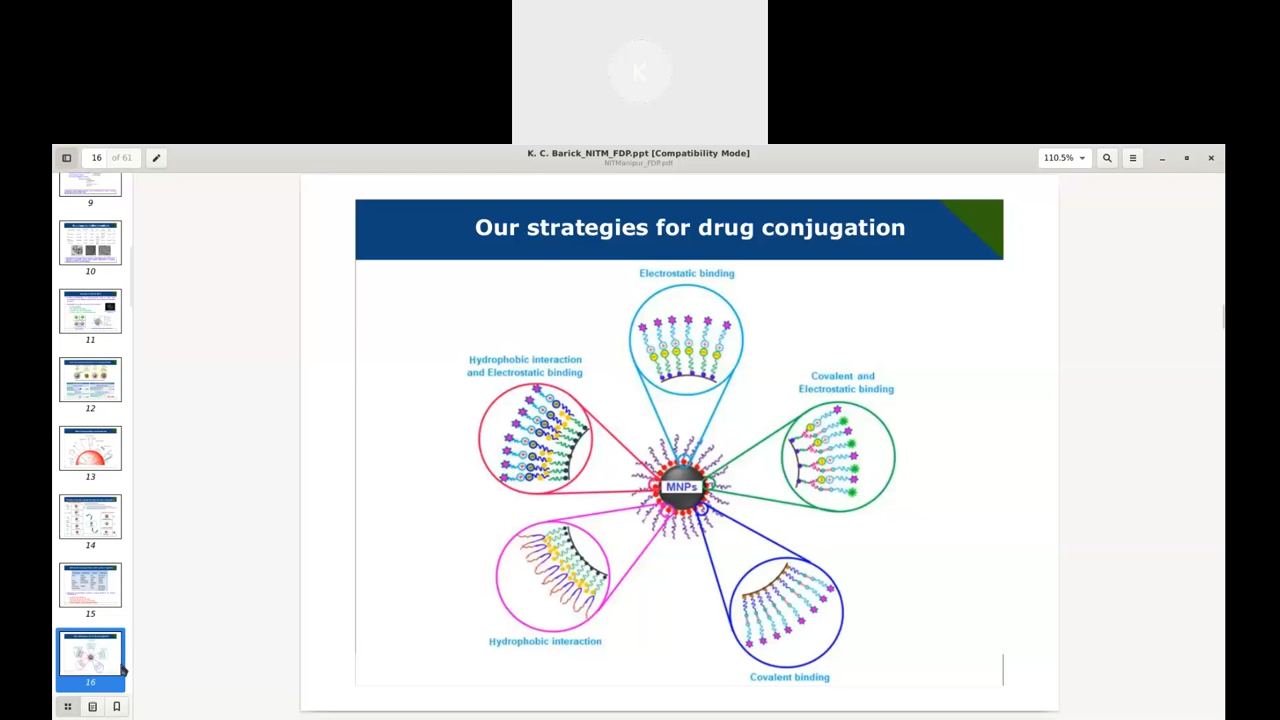 K
16 of 61
K. C. Barick_NITM_FDP.ppt [Compatibility Mode]
NITManipur_FDP.pdf
110.5%
9
10
11
12
13
14
15
16
Our strategies for drug conjugation
Electrostatic binding
Hydrophobic interaction
and Electrostatic binding
Covalent and
Electrostatic binding
MNPs
Hydrophobic interaction
Covalent binding